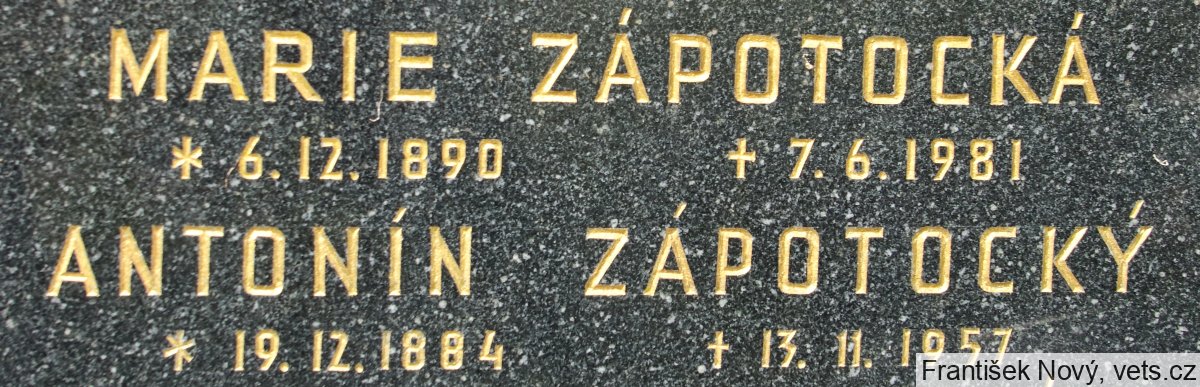 MARIE ZÁPOTOCKÁ
* 6. 12. 1890 † 7. 6. 1981
ANTONÍN ZÁPOTOCKÝ
* 19. 12. 1884 † 13. 11. 1957
František Nový, vets.cz